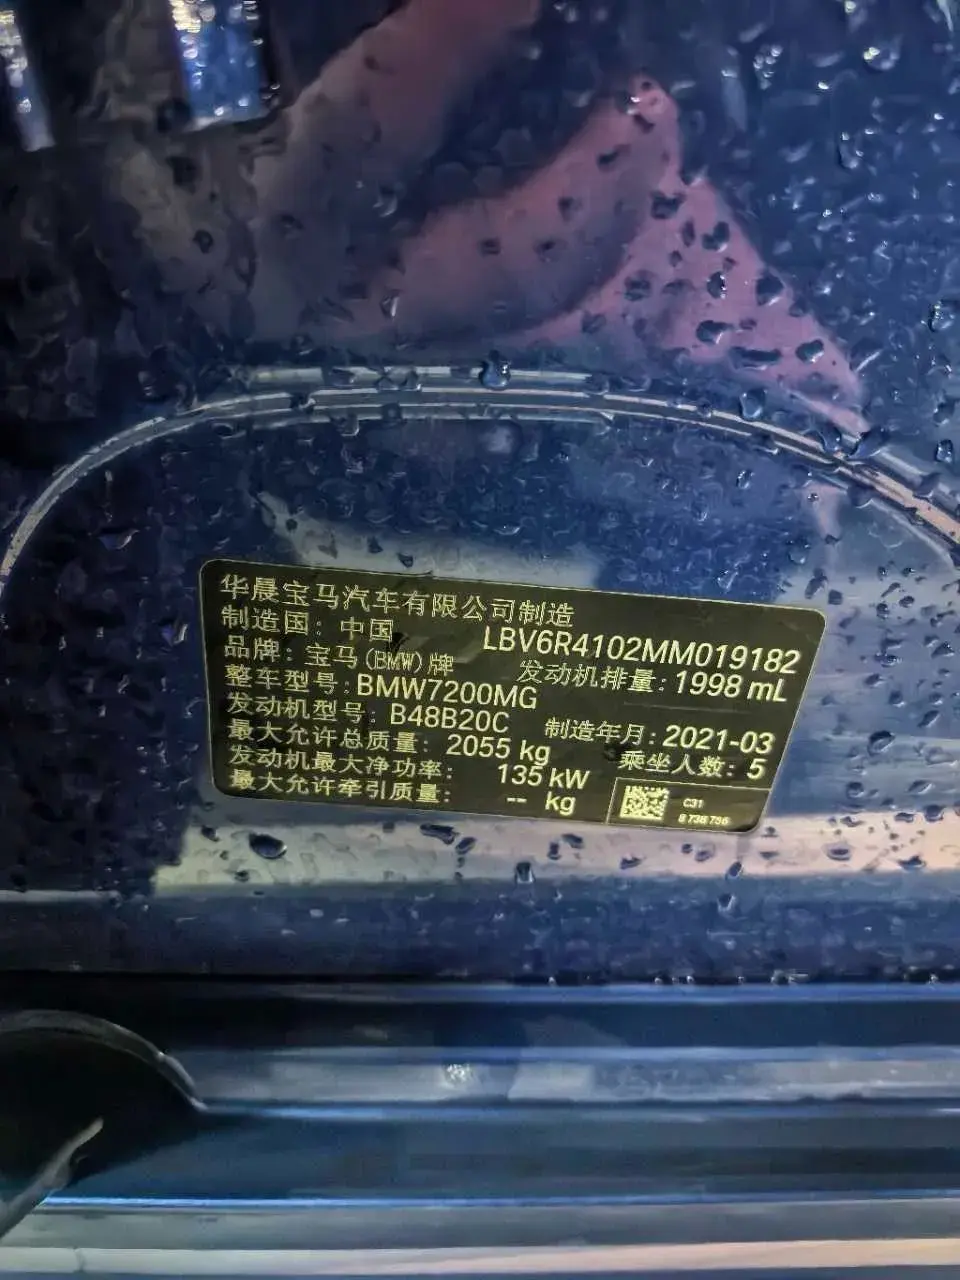 华晨宝马汽车有限公司制造
制造国：中国 LBV6R4102MM019182
品牌：宝马(BMW)牌 发动机排量：1998 mL
整车型号：BMW7200MG
发动机型号：B48B20C 制造年月：2021-03
最大允许总质量：2055 kg 乘坐人数：5
发动机最大净功率：135 kW
最大允许牵引质量：-- kg
C31
8 738 736